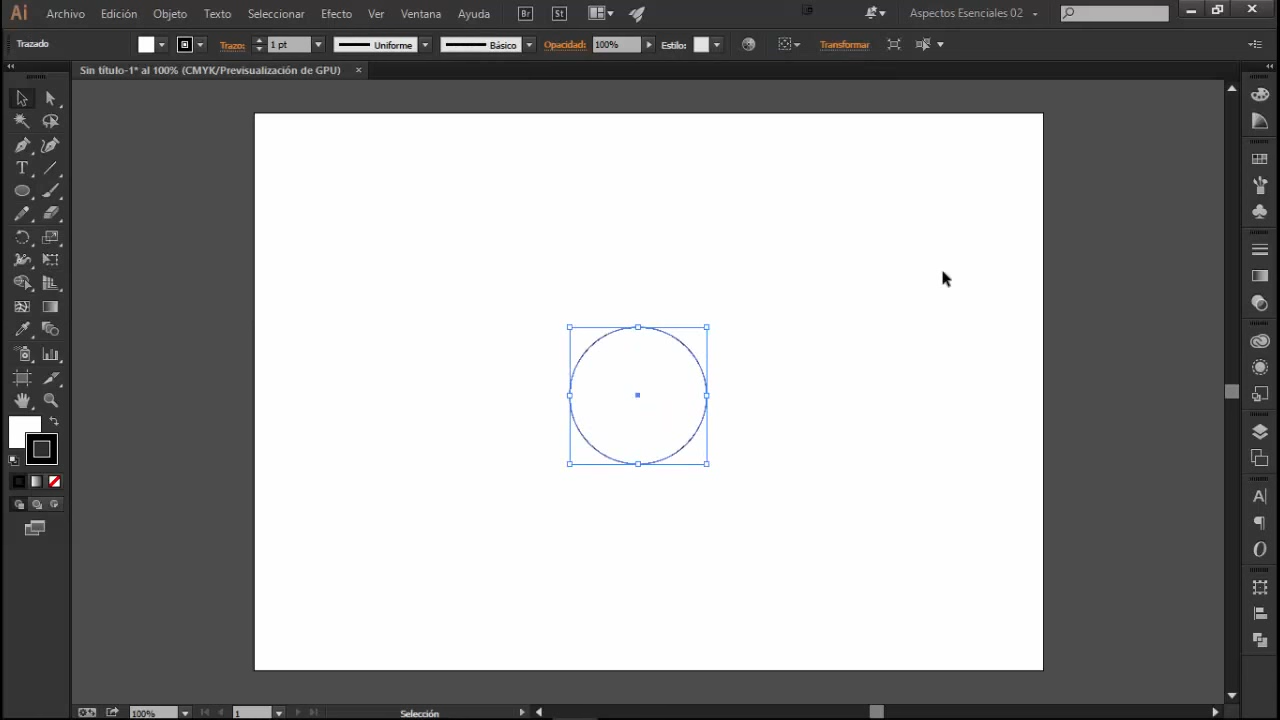 Ai Archivo Edición Objeto Texto Seleccionar Efecto Ver Ventana Ayuda Br St Aspectos Esenciales 02
Trazado Trazo: 1 pt Uniforme Básico Opacidad: 100% Estilo: Transformar
Sin título-1* al 100% (CMYK/Previsualización de GPU) ×
100% 1 Selección